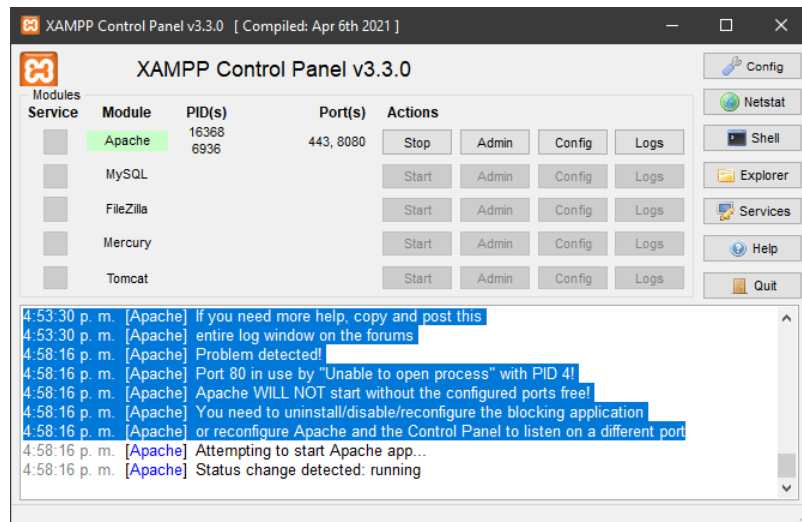 XAMPP Control Panel v3.3.0 [ Compiled: Apr 6th 2021 ]
XAMPP Control Panel v3.3.0
Modules
Service Module PID(s) Port(s) Actions
Apache 16368 6936 443, 8080 Stop Admin Config Logs
MySQL Start Admin Config Logs
FileZilla Start Admin Config Logs
Mercury Start Admin Config Logs
Tomcat Start Admin Config Logs
Config
Netstat
Shell
Explorer
Services
Help
Quit
4:53:30 p. m. [Apache] If you need more help, copy and post this
4:53:30 p. m. [Apache] entire log window on the forums
4:58:16 p. m. [Apache] Problem detected!
4:58:16 p. m. [Apache] Port 80 in use by "Unable to open process" with PID 4!
4:58:16 p. m. [Apache] Apache WILL NOT start without the configured ports free!
4:58:16 p. m. [Apache] You need to uninstall/disable/reconfigure the blocking application
4:58:16 p. m. [Apache] or reconfigure Apache and the Control Panel to listen on a different port
4:58:16 p. m. [Apache] Attempting to start Apache app...
4:58:16 p. m. [Apache] Status change detected: running